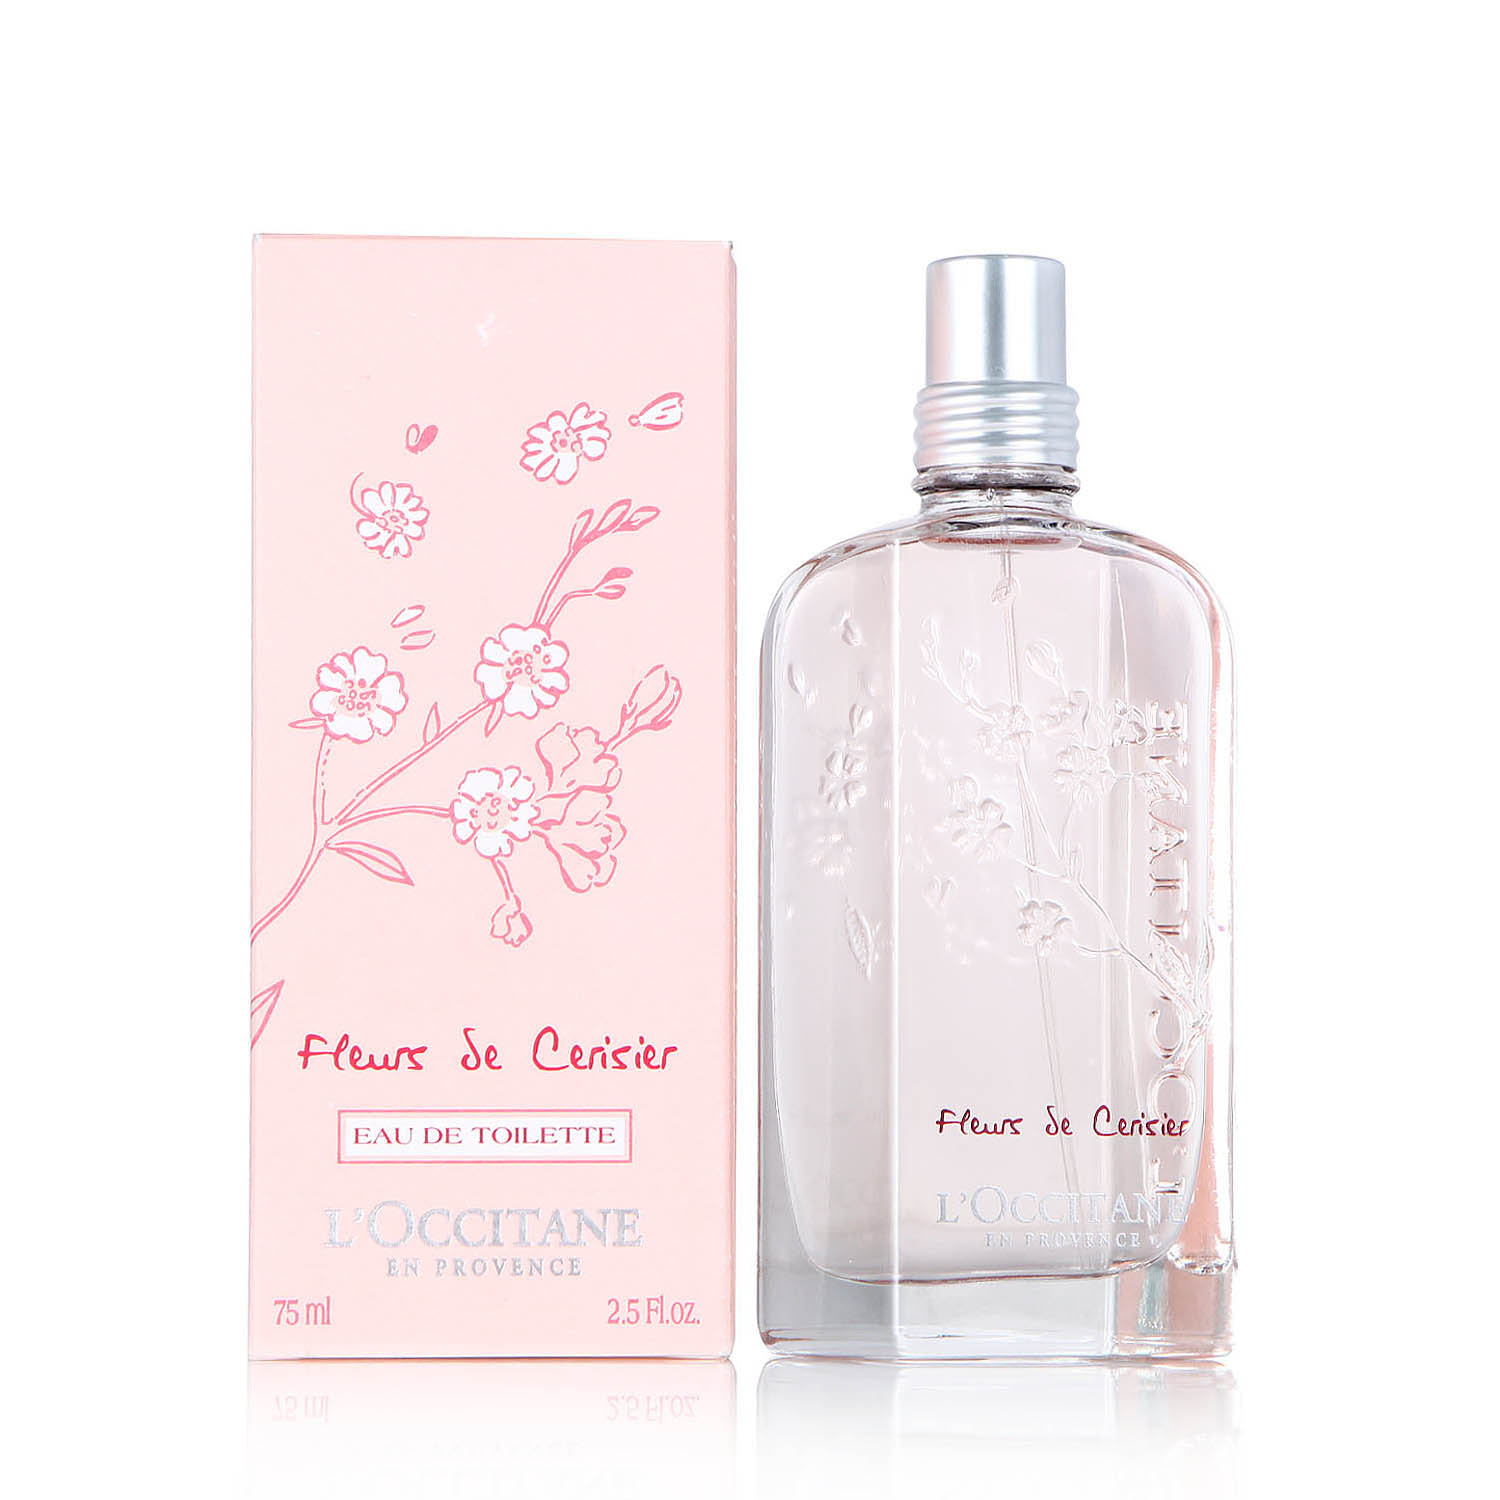 Fleurs de Cerisier
EAU DE TOILETTE
L'OCCITANE
EN PROVENCE
75 ml 2.5 Fl.oz.
Fleurs de Cerisier
L'OCCITANE
EN PROVENCE
L'OCCITANE